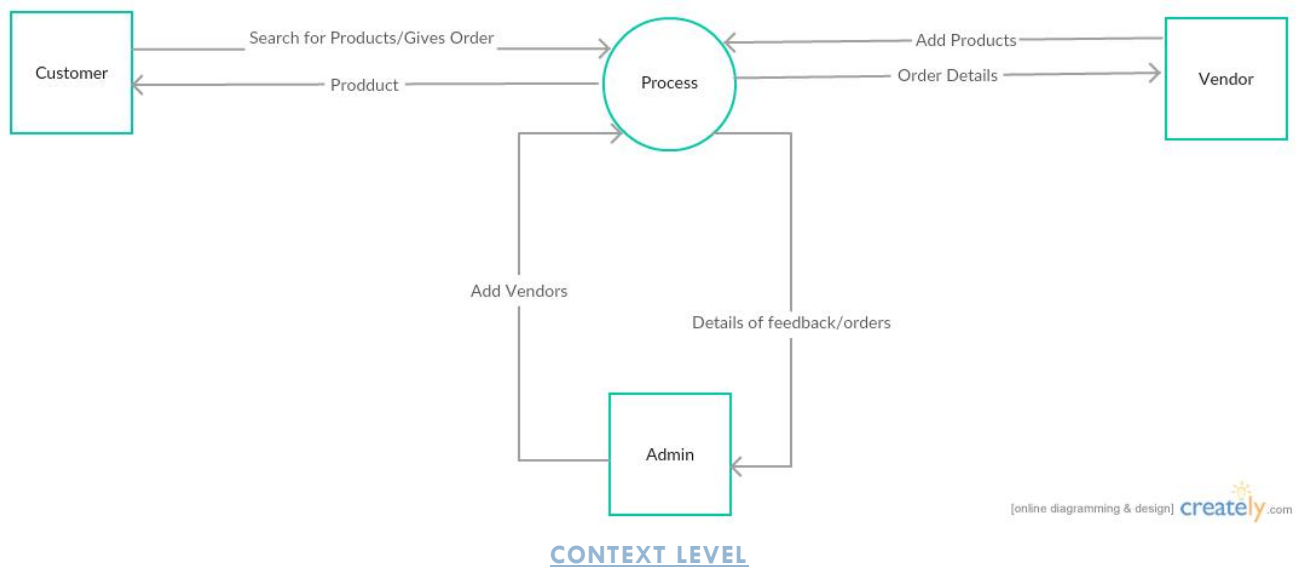 Search for Products/Gives Order
Add Products
Customer
Prodduct
Process
Order Details
Vendor
Add Vendors
Details of feedback/orders
Admin
[online diagramming & design] creately.com
CONTEXT LEVEL